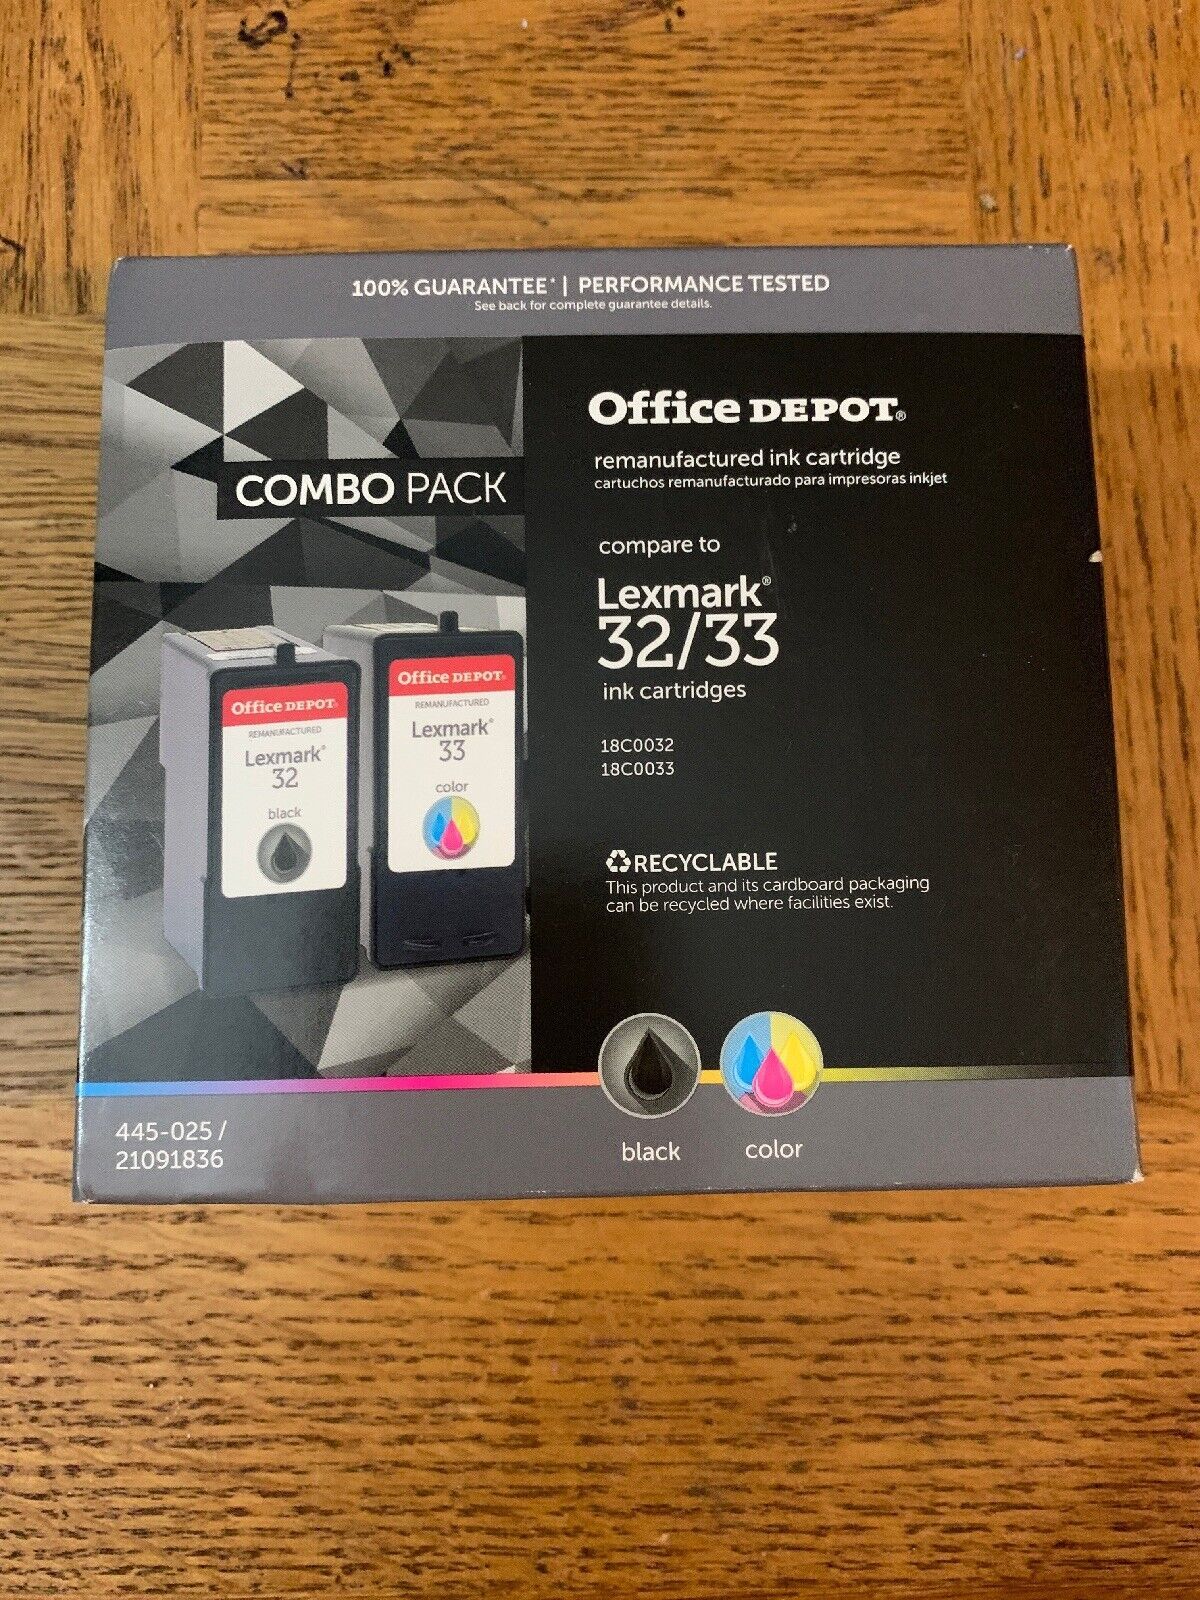 100% GUARANTEE* | PERFORMANCE TESTED
See back for complete guarantee details.
COMBO PACK
Office DEPOT®
remanufactured ink cartridge
cartuchos remanufacturado para impresoras inkjet
compare to
Lexmark®
32/33
ink cartridges
18C0032
18C0033
Office DEPOT
REMANUFACTURED
Lexmark®
32
black
Office DEPOT
REMANUFACTURED
Lexmark®
33
color
RECYCLABLE
This product and its cardboard packaging
can be recycled where facilities exist.
445-025 /
21091836
black
color